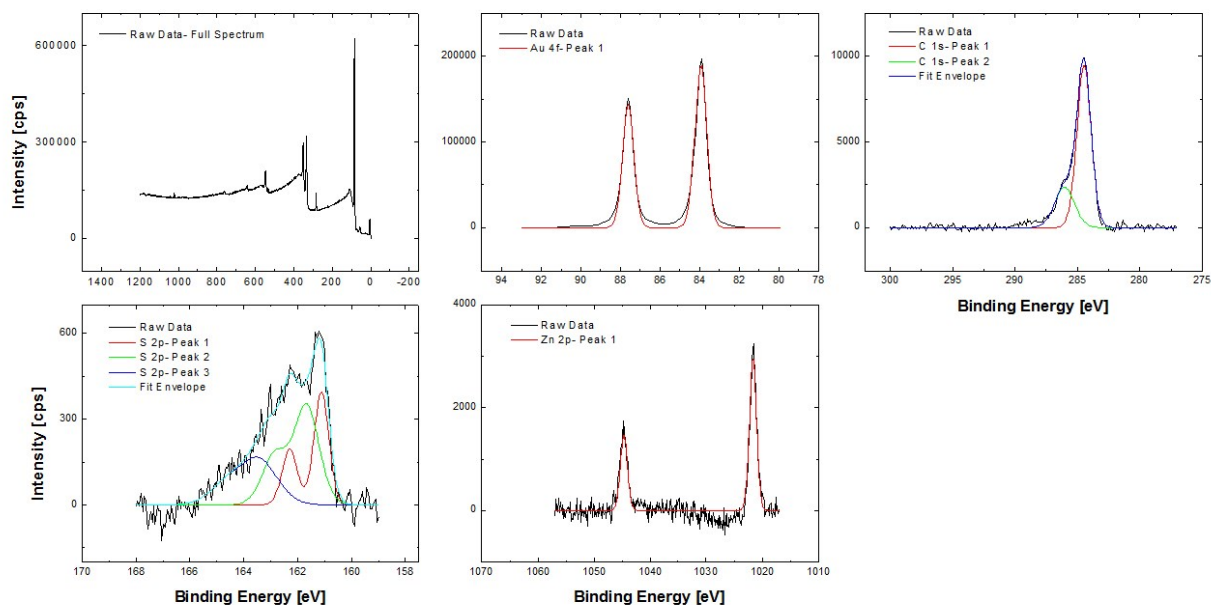 Raw Data- Full Spectrum
600000
300000
0
Intensity [cps]
1200 1000 800 600 400 200 0 -200
Raw Data
Au 4f- Peak 1
200000
100000
0
94 92 90 88 86 84 82 80 78
Raw Data
C 1s- Peak 1
C 1s- Peak 2
Fit Envelope
10000
5000
0
300 295 290 285 280 275
Binding Energy [eV]
Raw Data
S 2p- Peak 1
S 2p- Peak 2
S 2p- Peak 3
Fit Envelope
600
300
0
Intensity [cps]
170 168 166 164 162 160 158
Binding Energy [eV]
Raw Data
Zn 2p- Peak 1
4000
2000
0
1070 1060 1050 1040 1030 1020 1010
Binding Energy [eV]